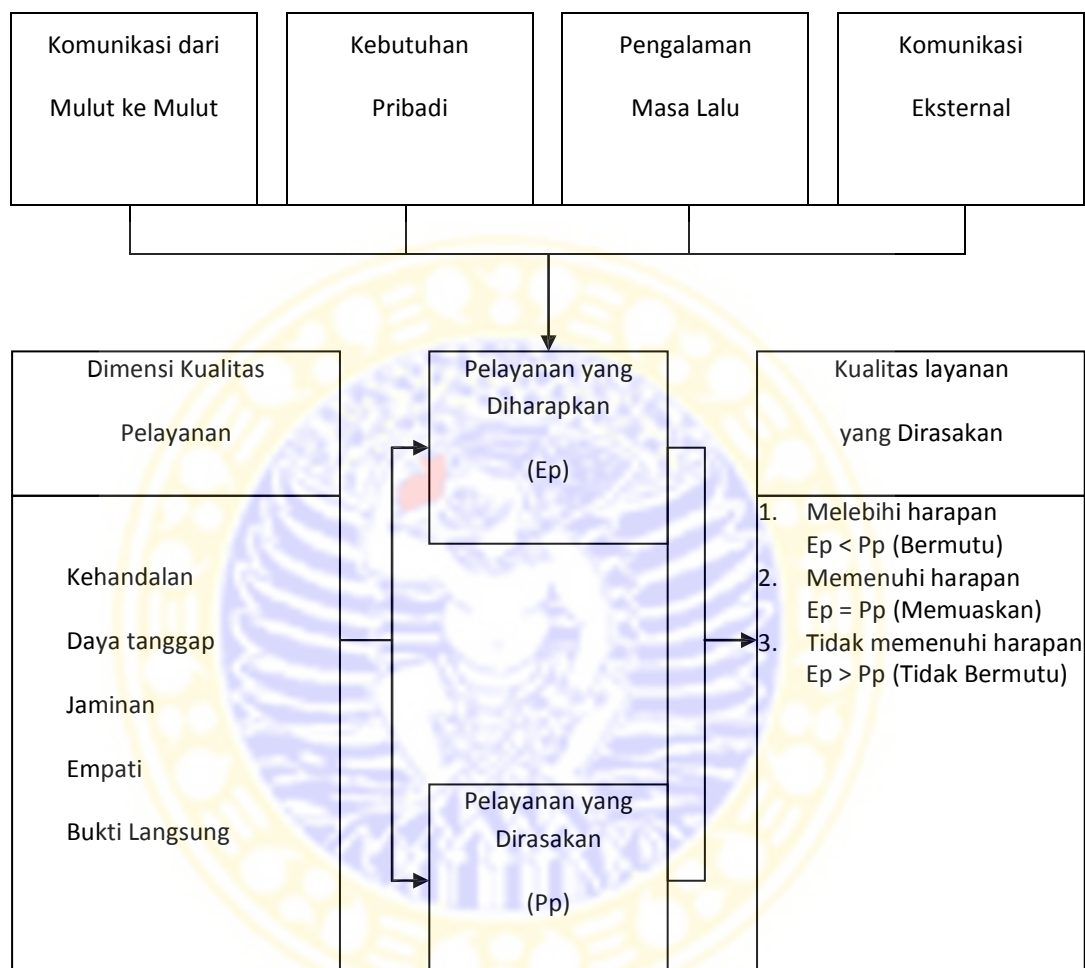 Komunikasi dari
Mulut ke Mulut
Kebutuhan
Pribadi
Pengalaman
Masa Lalu
Komunikasi
Eksternal
Dimensi Kualitas
Pelayanan
Kehandalan
Daya tanggap
Jaminan
Empati
Bukti Langsung
Pelayanan yang
Diharapkan
(Ep)
Pelayanan yang
Dirasakan
(Pp)
Kualitas layanan
yang Dirasakan
1. Melebihi harapan
Ep < Pp (Bermutu)
2. Memenuhi harapan
Ep = Pp (Memuaskan)
3. Tidak memenuhi harapan
Ep > Pp (Tidak Bermutu)